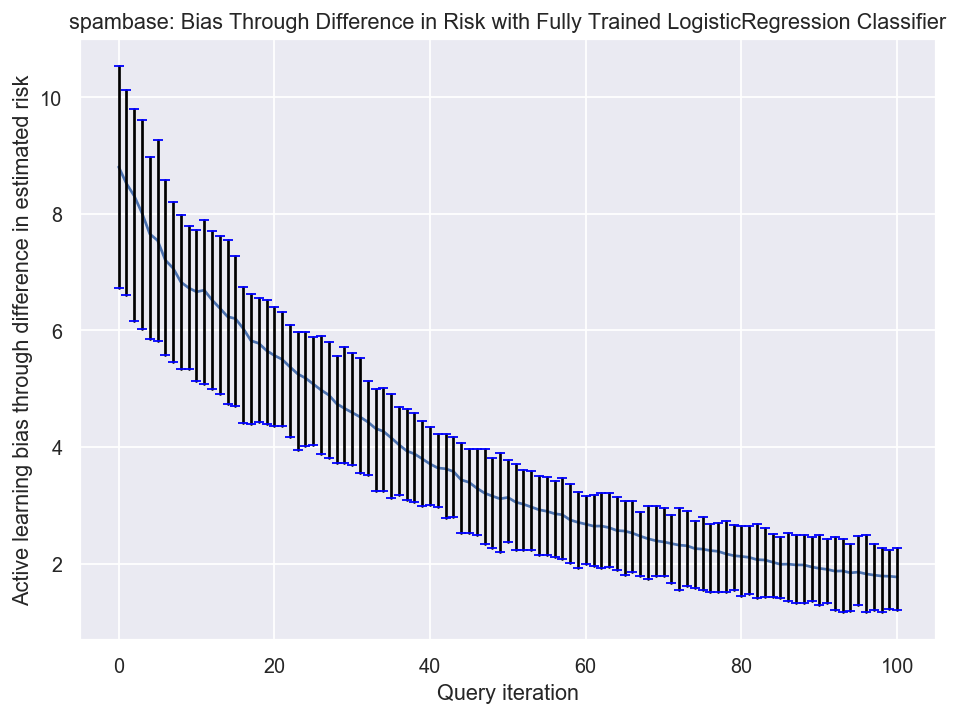 spambase: Bias Through Difference in Risk with Fully Trained LogisticRegression Classifier
Active learning bias through difference in estimated risk
10
8
6
4
2
0 20 40 60 80 100
Query iteration